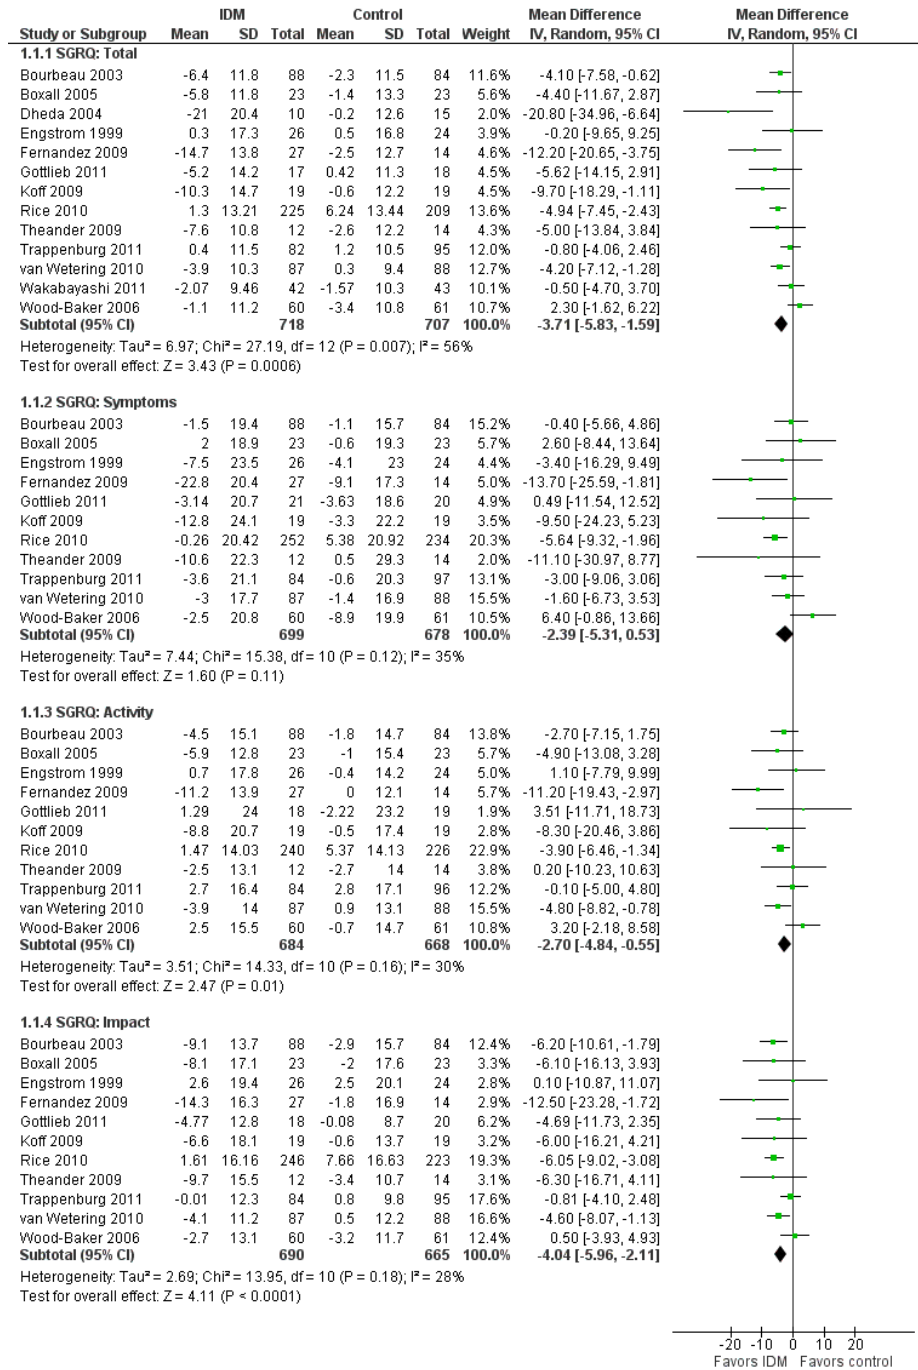 IDM Control Mean Difference Mean Difference
Study or Subgroup Mean SD Total Mean SD Total Weight IV, Random, 95% CI IV, Random, 95% CI
1.1.1 SGRQ: Total
Bourbeau 2003 -6.4 11.8 88 -2.3 11.5 84 11.6% -4.10 [-7.58, -0.62]
Boxall 2005 -5.8 11.8 23 -1.4 13.3 23 5.6% -4.40 [-11.67, 2.87]
Dheda 2004 -21 20.4 10 -0.2 12.6 15 2.0% -20.80 [-34.96, -6.64]
Engstrom 1999 0.3 17.3 26 0.5 16.8 24 3.9% -0.20 [-9.65, 9.25]
Fernandez 2009 -14.7 13.8 27 -2.5 12.7 14 4.6% -12.20 [-20.65, -3.75]
Gottlieb 2011 -5.2 14.2 17 0.42 11.3 18 4.5% -5.62 [-14.15, 2.91]
Koff 2009 -10.3 14.7 19 -0.6 12.2 19 4.5% -9.70 [-18.29, -1.11]
Rice 2010 1.3 13.21 225 6.24 13.44 209 13.6% -4.94 [-7.45, -2.43]
Theander 2009 -7.6 10.8 12 -2.6 12.2 14 4.3% -5.00 [-13.84, 3.84]
Trappenburg 2011 0.4 11.5 82 1.2 10.5 95 12.0% -0.80 [-4.06, 2.46]
van Wetering 2010 -3.9 10.3 87 0.3 9.4 88 12.7% -4.20 [-7.12, -1.28]
Wakabayashi 2011 -2.07 9.46 42 -1.57 10.3 43 10.1% -0.50 [-4.70, 3.70]
Wood-Baker 2006 -1.1 11.2 60 -3.4 10.8 61 10.7% 2.30 [-1.62, 6.22]
Subtotal (95% CI) 718 707 100.0% -3.71 [-5.83, -1.59]
Heterogeneity: Tau² = 6.97; Chi² = 27.19, df = 12 (P = 0.007); I² = 56%
Test for overall effect: Z = 3.43 (P = 0.0006)
1.1.2 SGRQ: Symptoms
Bourbeau 2003 -1.5 19.4 88 -1.1 15.7 84 15.2% -0.40 [-5.66, 4.86]
Boxall 2005 2 18.9 23 -0.6 19.3 23 5.7% 2.60 [-8.44, 13.64]
Engstrom 1999 -7.5 23.5 26 -4.1 23 24 4.4% -3.40 [-16.29, 9.49]
Fernandez 2009 -22.8 20.4 27 -9.1 17.3 14 5.0% -13.70 [-25.59, -1.81]
Gottlieb 2011 -3.14 20.7 21 -3.63 18.6 20 4.9% 0.49 [-11.54, 12.52]
Koff 2009 -12.8 24.1 19 -3.3 22.2 19 3.5% -9.50 [-24.23, 5.23]
Rice 2010 -0.26 20.42 252 5.38 20.92 234 20.3% -5.64 [-9.32, -1.96]
Theander 2009 -10.6 22.3 12 0.5 29.3 14 2.0% -11.10 [-30.97, 8.77]
Trappenburg 2011 -3.6 21.1 84 -0.6 20.3 97 13.1% -3.00 [-9.06, 3.06]
van Wetering 2010 -3 17.7 87 -1.4 16.9 88 15.5% -1.60 [-6.73, 3.53]
Wood-Baker 2006 -2.5 20.8 60 -8.9 19.9 61 10.5% 6.40 [-0.86, 13.66]
Subtotal (95% CI) 699 678 100.0% -2.39 [-5.31, 0.53]
Heterogeneity: Tau² = 7.44; Chi² = 15.38, df = 10 (P = 0.12); I² = 35%
Test for overall effect: Z = 1.60 (P = 0.11)
1.1.3 SGRQ: Activity
Bourbeau 2003 -4.5 15.1 88 -1.8 14.7 84 13.8% -2.70 [-7.15, 1.75]
Boxall 2005 -5.9 12.8 23 -1 15.4 23 5.7% -4.90 [-13.08, 3.28]
Engstrom 1999 0.7 17.8 26 -0.4 14.2 24 5.0% 1.10 [-7.79, 9.99]
Fernandez 2009 -11.2 13.9 27 0 12.1 14 5.7% -11.20 [-19.43, -2.97]
Gottlieb 2011 1.29 24 18 -2.22 23.2 19 1.9% 3.51 [-11.71, 18.73]
Koff 2009 -8.8 20.7 19 -0.5 17.4 19 2.8% -8.30 [-20.46, 3.86]
Rice 2010 1.47 14.03 240 5.37 14.13 226 22.9% -3.90 [-6.46, -1.34]
Theander 2009 -2.5 13.1 12 -2.7 14 14 3.8% 0.20 [-10.23, 10.63]
Trappenburg 2011 2.7 16.4 84 2.8 17.1 96 12.2% -0.10 [-5.00, 4.80]
van Wetering 2010 -3.9 14 87 0.9 13.1 88 15.5% -4.80 [-8.82, -0.78]
Wood-Baker 2006 2.5 15.5 60 -0.7 14.7 61 10.8% 3.20 [-2.18, 8.58]
Subtotal (95% CI) 684 668 100.0% -2.70 [-4.84, -0.55]
Heterogeneity: Tau² = 3.51; Chi² = 14.33, df = 10 (P = 0.16); I² = 30%
Test for overall effect: Z = 2.47 (P = 0.01)
1.1.4 SGRQ: Impact
Bourbeau 2003 -9.1 13.7 88 -2.9 15.7 84 12.4% -6.20 [-10.61, -1.79]
Boxall 2005 -8.1 17.1 23 -2 17.6 23 3.3% -6.10 [-16.13, 3.93]
Engstrom 1999 2.6 19.4 26 2.5 20.1 24 2.8% 0.10 [-10.87, 11.07]
Fernandez 2009 -14.3 16.3 27 -1.8 16.9 14 2.9% -12.50 [-23.28, -1.72]
Gottlieb 2011 -4.77 12.8 18 -0.08 8.7 20 6.2% -4.69 [-11.73, 2.35]
Koff 2009 -6.6 18.1 19 -0.6 13.7 19 3.2% -6.00 [-16.21, 4.21]
Rice 2010 1.61 16.16 246 7.66 16.63 223 19.3% -6.05 [-9.02, -3.08]
Theander 2009 -9.7 15.5 12 -3.4 10.7 14 3.1% -6.30 [-16.71, 4.11]
Trappenburg 2011 -0.01 12.3 84 0.8 9.8 95 17.6% -0.81 [-4.10, 2.48]
van Wetering 2010 -4.1 11.2 87 0.5 12.2 88 16.6% -4.60 [-8.07, -1.13]
Wood-Baker 2006 -2.7 13.1 60 -3.2 11.7 61 12.4% 0.50 [-3.93, 4.93]
Subtotal (95% CI) 690 665 100.0% -4.04 [-5.96, -2.11]
Heterogeneity: Tau² = 2.69; Chi² = 13.95, df = 10 (P = 0.18); I² = 28%
Test for overall effect: Z = 4.11 (P < 0.0001)
-20 -10 0 10 20
Favors IDM Favors control